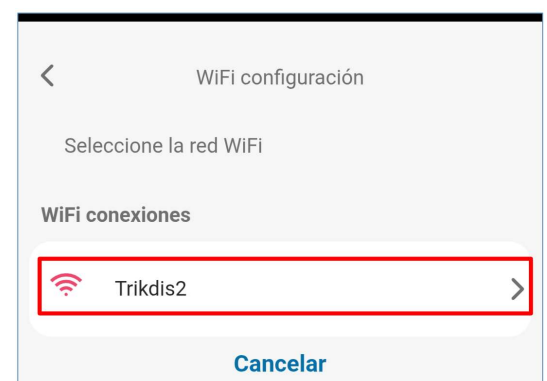 WiFi configuración
Seleccione la red WiFi
WiFi conexiones
Trikdis2
Cancelar